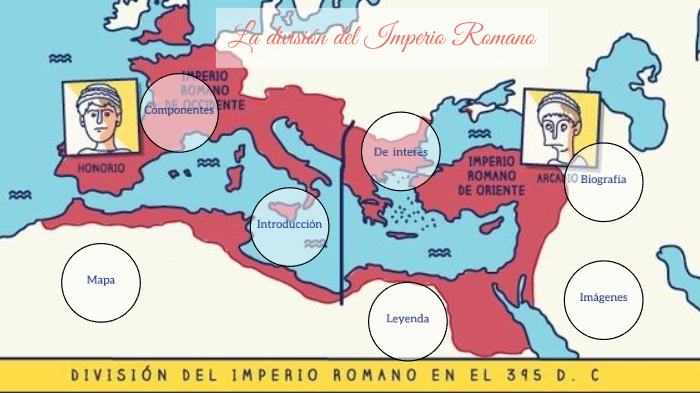 La división del Imperio Romano
IMPERIO
ROMANO
DE OCCIDENTE
Componentes
HONORIO
De interés
IMPERIO
ROMANO
DE ORIENTE
ARCADIO
Biografía
Introducción
Mapa
Leyenda
Imágenes
DIVISIÓN DEL IMPERIO ROMANO EN EL 395 D. C